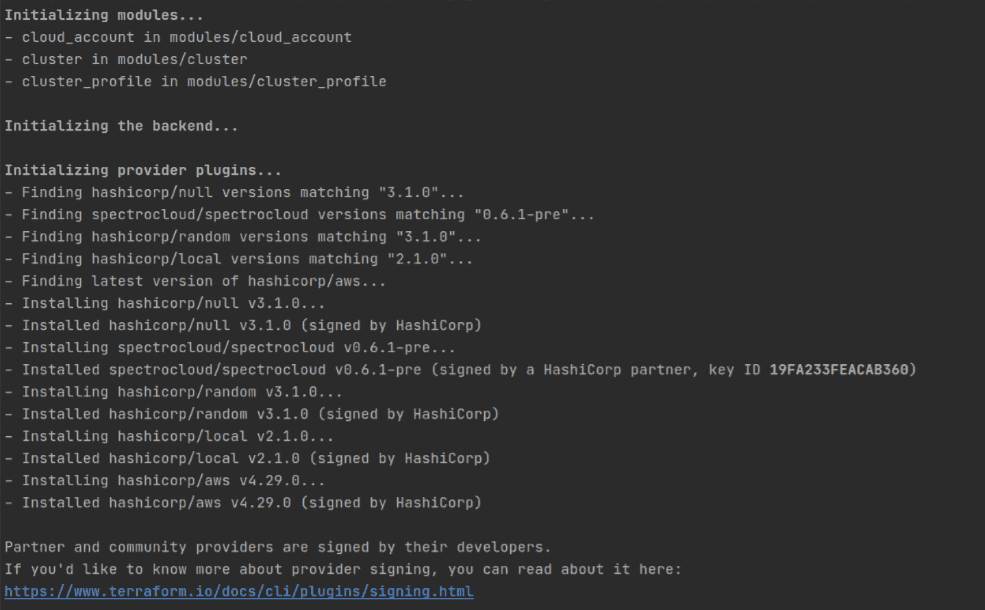 Initializing modules...
- cloud_account in modules/cloud_account
- cluster in modules/cluster
- cluster_profile in modules/cluster_profile
Initializing the backend...
Initializing provider plugins...
- Finding hashicorp/null versions matching "3.1.0"...
- Finding spectrocloud/spectrocloud versions matching "0.6.1-pre"...
- Finding hashicorp/random versions matching "3.1.0"...
- Finding hashicorp/local versions matching "2.1.0"...
- Finding latest version of hashicorp/aws...
- Installing hashicorp/null v3.1.0...
- Installed hashicorp/null v3.1.0 (signed by HashiCorp)
- Installing spectrocloud/spectrocloud v0.6.1-pre...
- Installed spectrocloud/spectrocloud v0.6.1-pre (signed by a HashiCorp partner, key ID 19FA233FEACAB360)
- Installing hashicorp/random v3.1.0...
- Installed hashicorp/random v3.1.0 (signed by HashiCorp)
- Installing hashicorp/local v2.1.0...
- Installed hashicorp/local v2.1.0 (signed by HashiCorp)
- Installing hashicorp/aws v4.29.0...
- Installed hashicorp/aws v4.29.0 (signed by HashiCorp)
Partner and community providers are signed by their developers.
If you'd like to know more about provider signing, you can read about it here:
https://www.terraform.io/docs/cli/plugins/signing.html